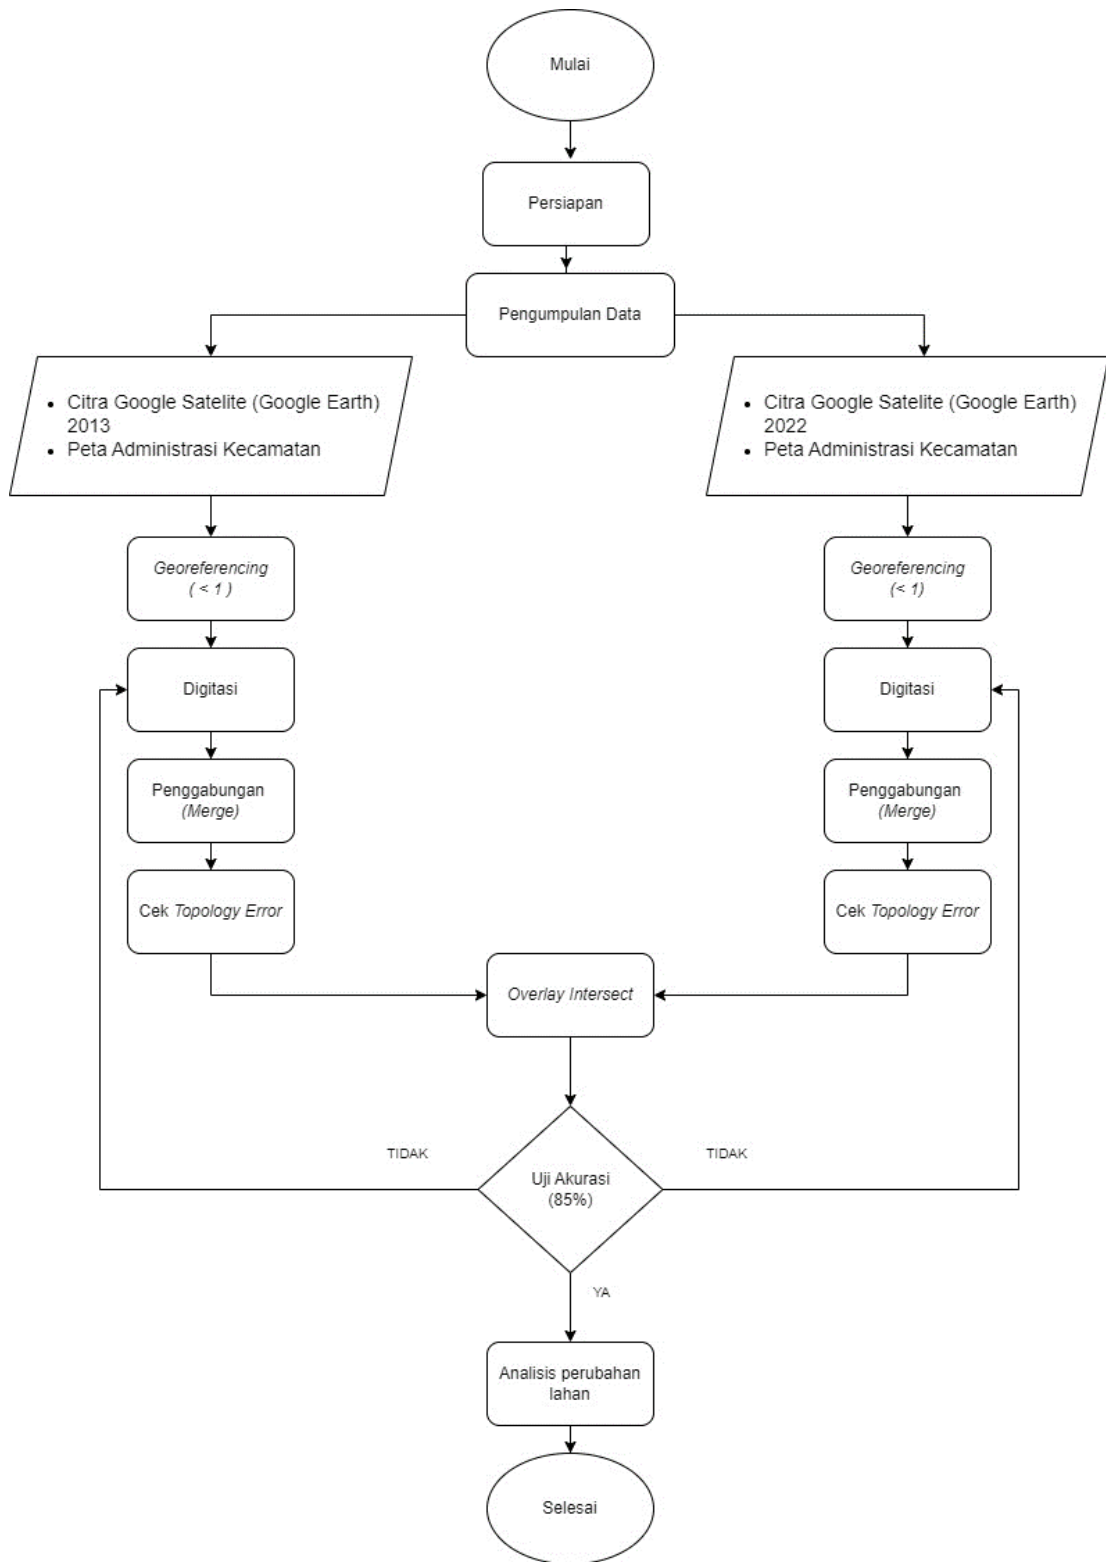 Mulai
Persiapan
Pengumpulan Data
• Citra Google Satelite (Google Earth)
2013
• Peta Administrasi Kecamatan
• Citra Google Satelite (Google Earth)
2022
• Peta Administrasi Kecamatan
Georeferencing
( < 1 )
Georeferencing
(< 1)
Digitasi
Digitasi
Penggabungan
(Merge)
Penggabungan
(Merge)
Cek Topology Error
Cek Topology Error
Overlay Intersect
TIDAK
TIDAK
Uji Akurasi
(85%)
YA
Analisis perubahan
lahan
Selesai